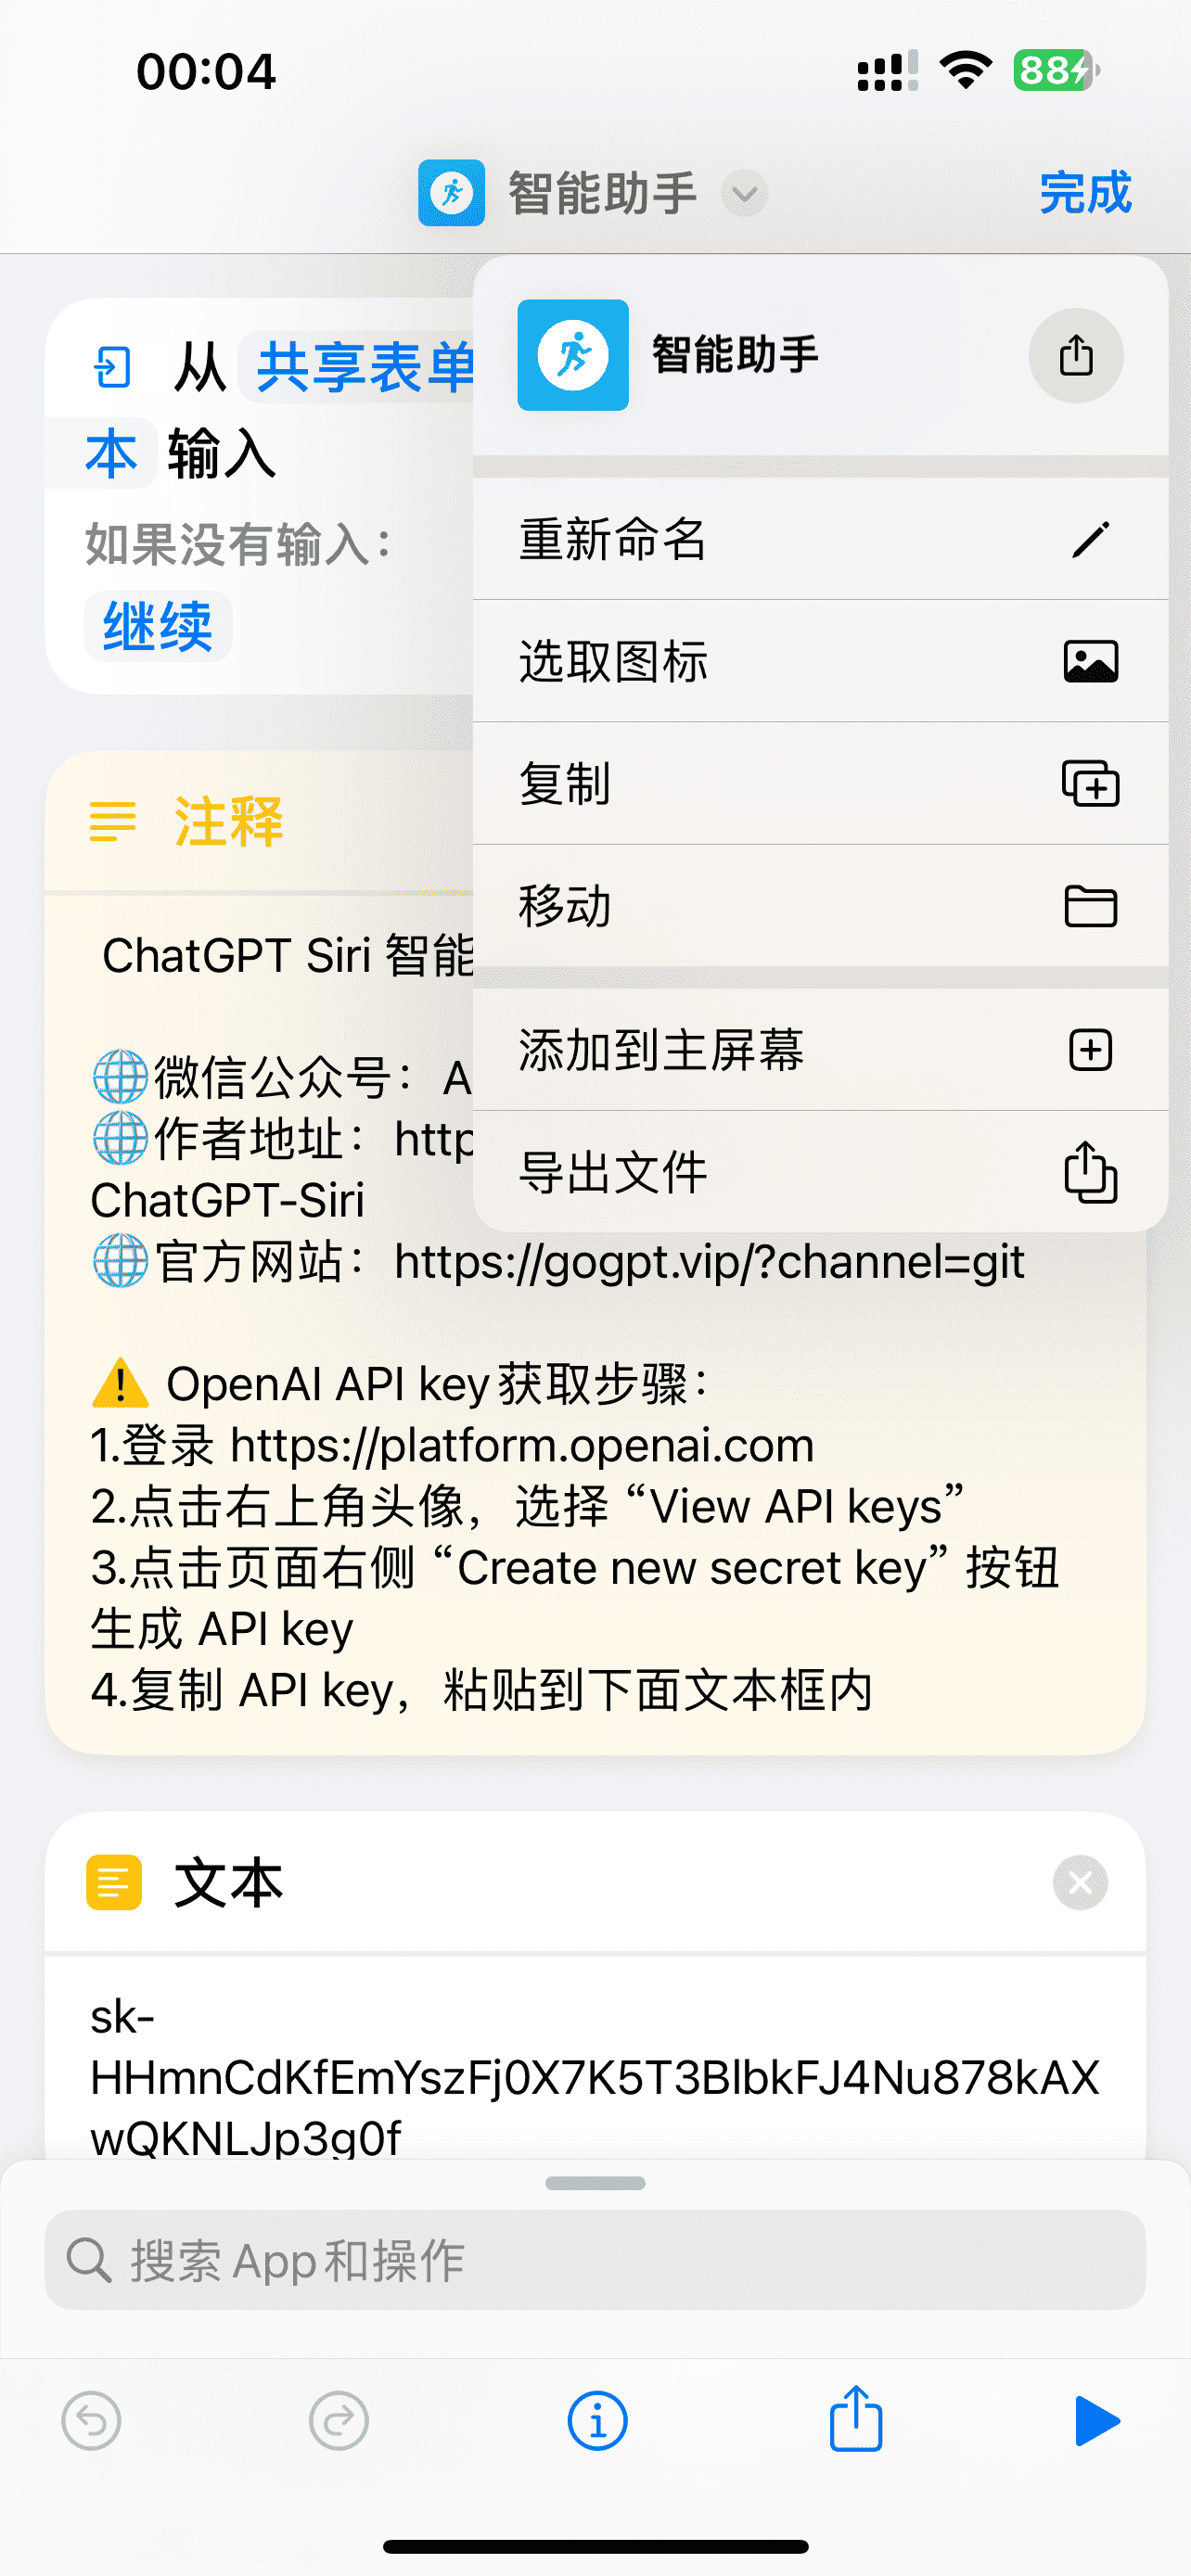 00:04
88
智能助手
完成
智能助手
从 共享表单
本 输入
如果没有输入：
继续
重新命名
选取图标
复制
移动
添加到主屏幕
导出文件
注释
ChatGPT Siri 智能
🌐微信公众号：A
🌐作者地址：http
ChatGPT-Siri
🌐官方网站：https://gogpt.vip/?channel=git
⚠️ OpenAI API key获取步骤：
1.登录 https://platform.openai.com
2.点击右上角头像，选择“View API keys”
3.点击页面右侧“Create new secret key”按钮
生成 API key
4.复制 API key，粘贴到下面文本框内
文本
sk-
HHmnCdKfEmYszFj0X7K5T3BlbkFJ4Nu878kAX
wQKNLJp3g0f
搜索 App 和操作